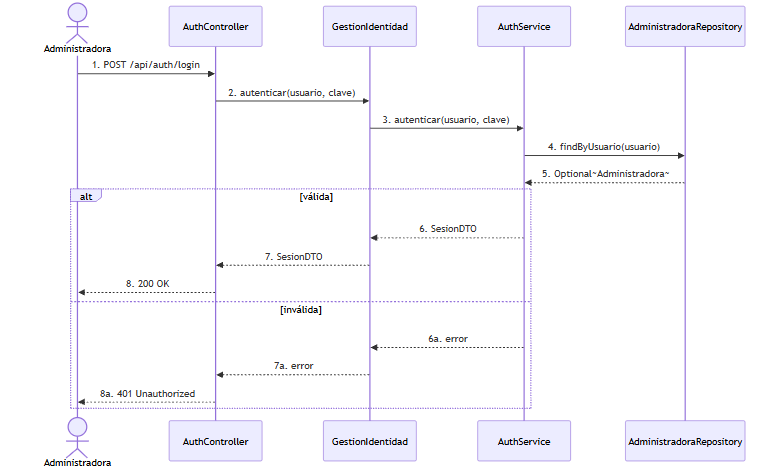 AuthController
GestionIdentidad
AuthService
AdministradoraRepository
Administradora
1. POST /api/auth/login
2. autenticar(usuario, clave)
3. autenticar(usuario, clave)
4. findByUsuario(usuario)
5. Optional~Administradora~
alt
[válida]
6. SesionDTO
7. SesionDTO
8. 200 OK
[inválida]
6a. error
7a. error
8a. 401 Unauthorized
Administradora
AuthController
GestionIdentidad
AuthService
AdministradoraRepository